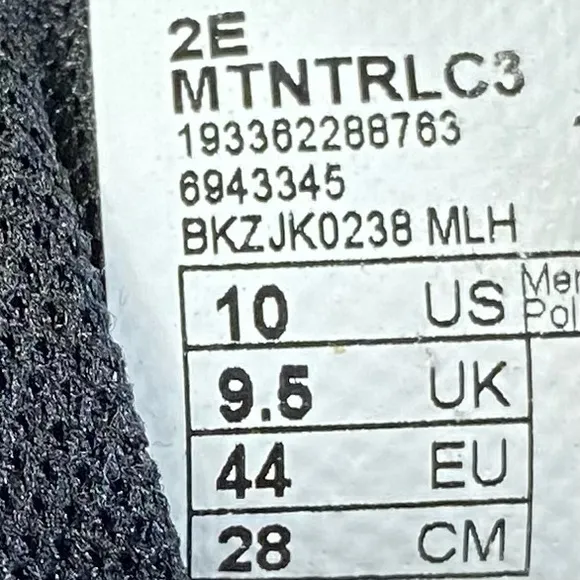 2E
MTNTRLC3
193362288763
6943345
BKZJK0238 MLH
10 US
9.5 UK
44 EU
28 CM